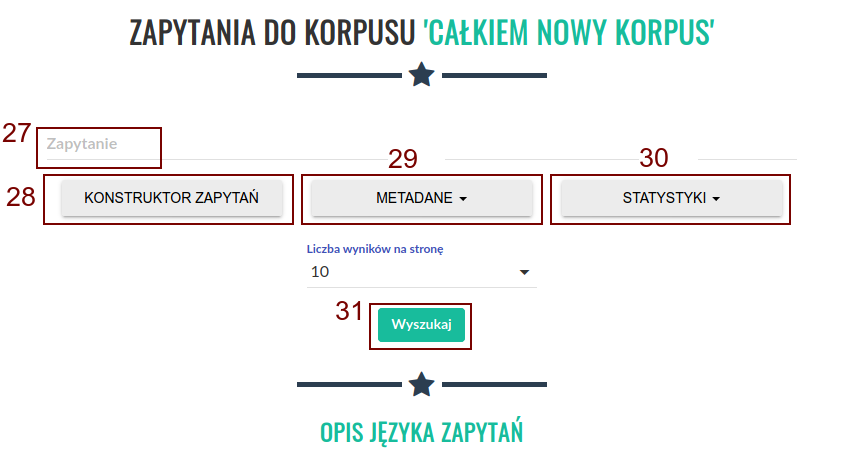 ZAPYTANIA DO KORPUSU 'CAŁKIEM NOWY KORPUS'
27 Zapytanie
29 30
28 KONSTRUKTOR ZAPYTAŃ METADANE STATYSTYKI
Liczba wyników na stronę
10
31 Wyszukaj
OPIS JĘZYKA ZAPYTAŃ